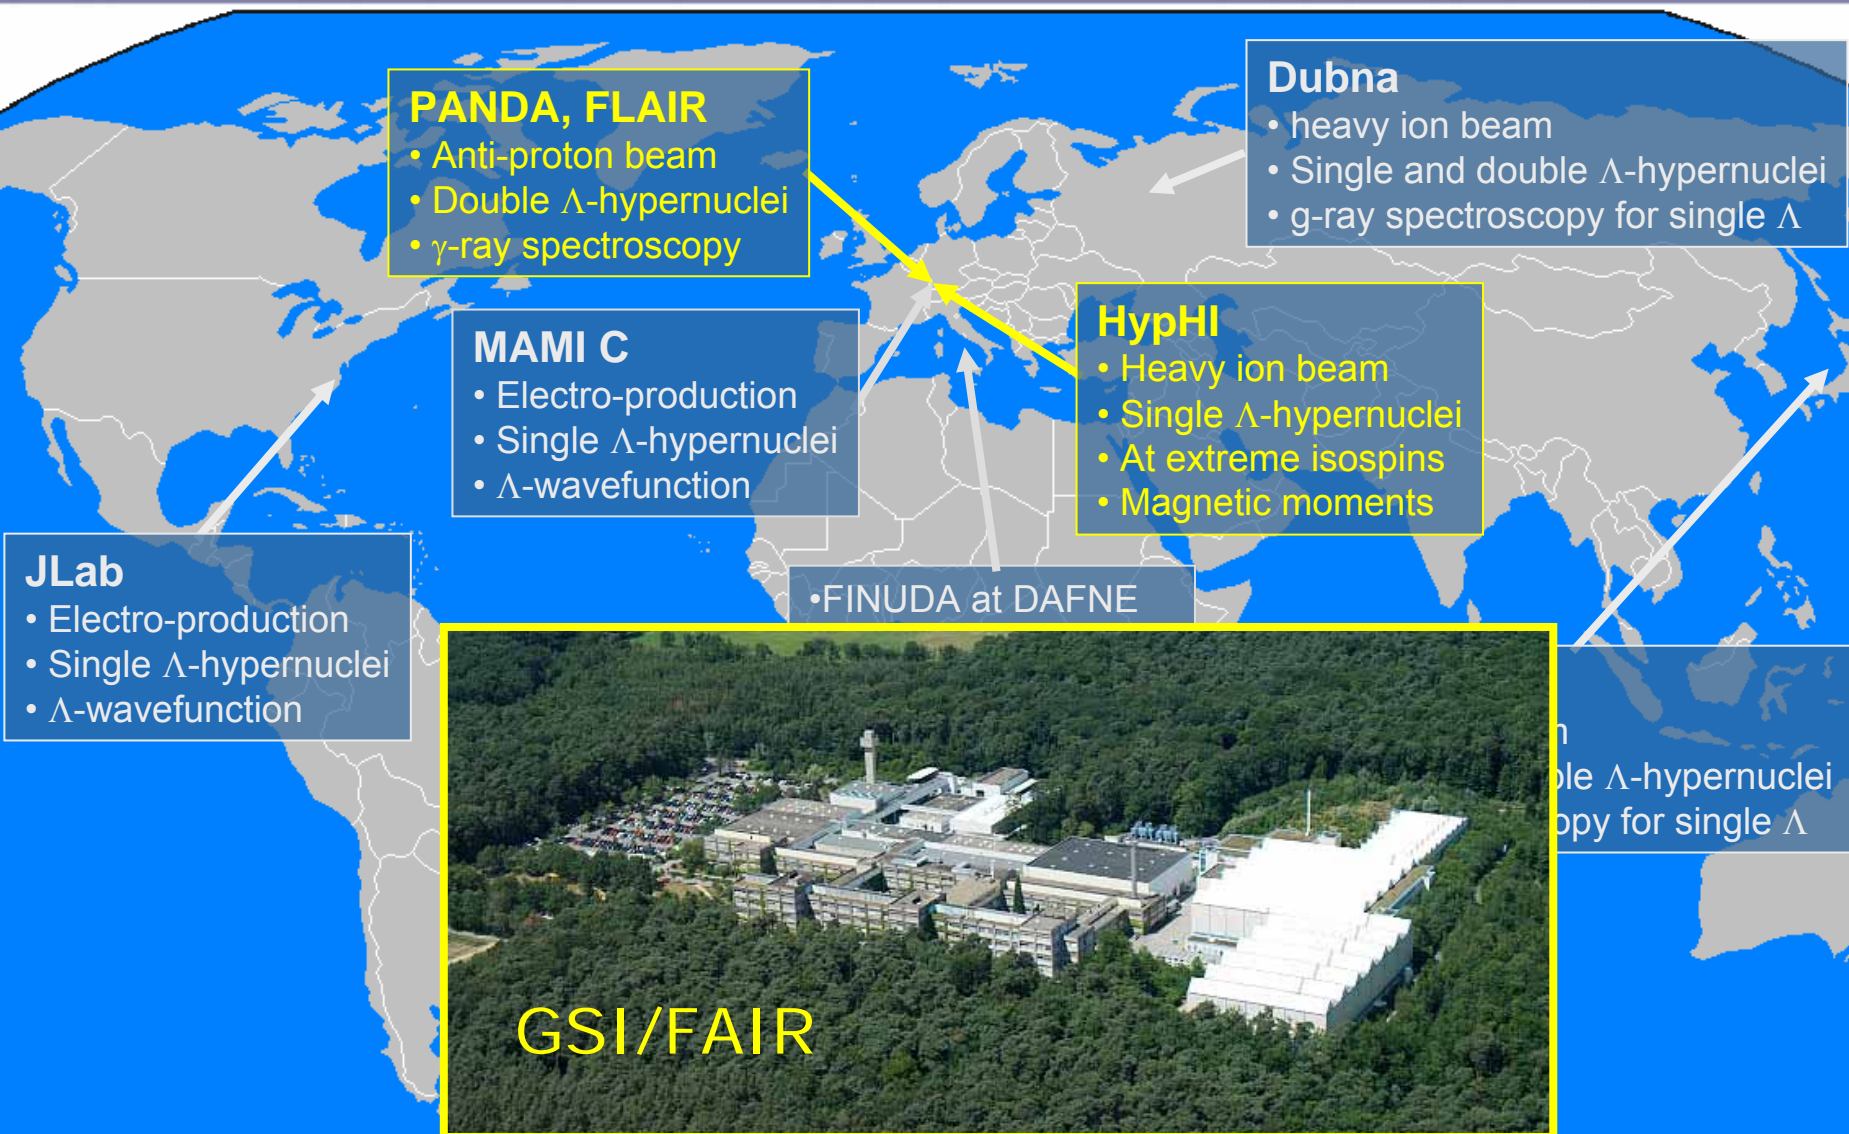 PANDA, FLAIR
• Anti-proton beam
• Double Λ-hypernuclei
• γ-ray spectroscopy
Dubna
• heavy ion beam
• Single and double Λ-hypernuclei
• g-ray spectroscopy for single Λ
MAMI C
• Electro-production
• Single Λ-hypernuclei
• Λ-wavefunction
HypHI
• Heavy ion beam
• Single Λ-hypernuclei
• At extreme isospins
• Magnetic moments
JLab
• Electro-production
• Single Λ-hypernuclei
• Λ-wavefunction
•FINUDA at DAFNE
Λ-hypernuclei
for single Λ
GSI/FAIR